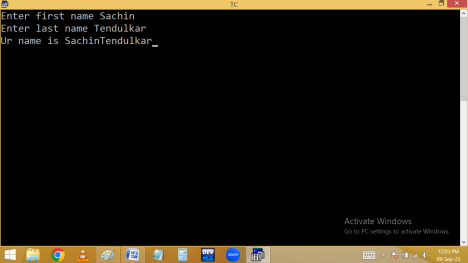 TC
Enter first name Sachin
Enter last name Tendulkar
Ur name is SachinTendulkar_
Activate Windows
Go to PC settings to activate Windows.
12:03 PM
09-Sep-23